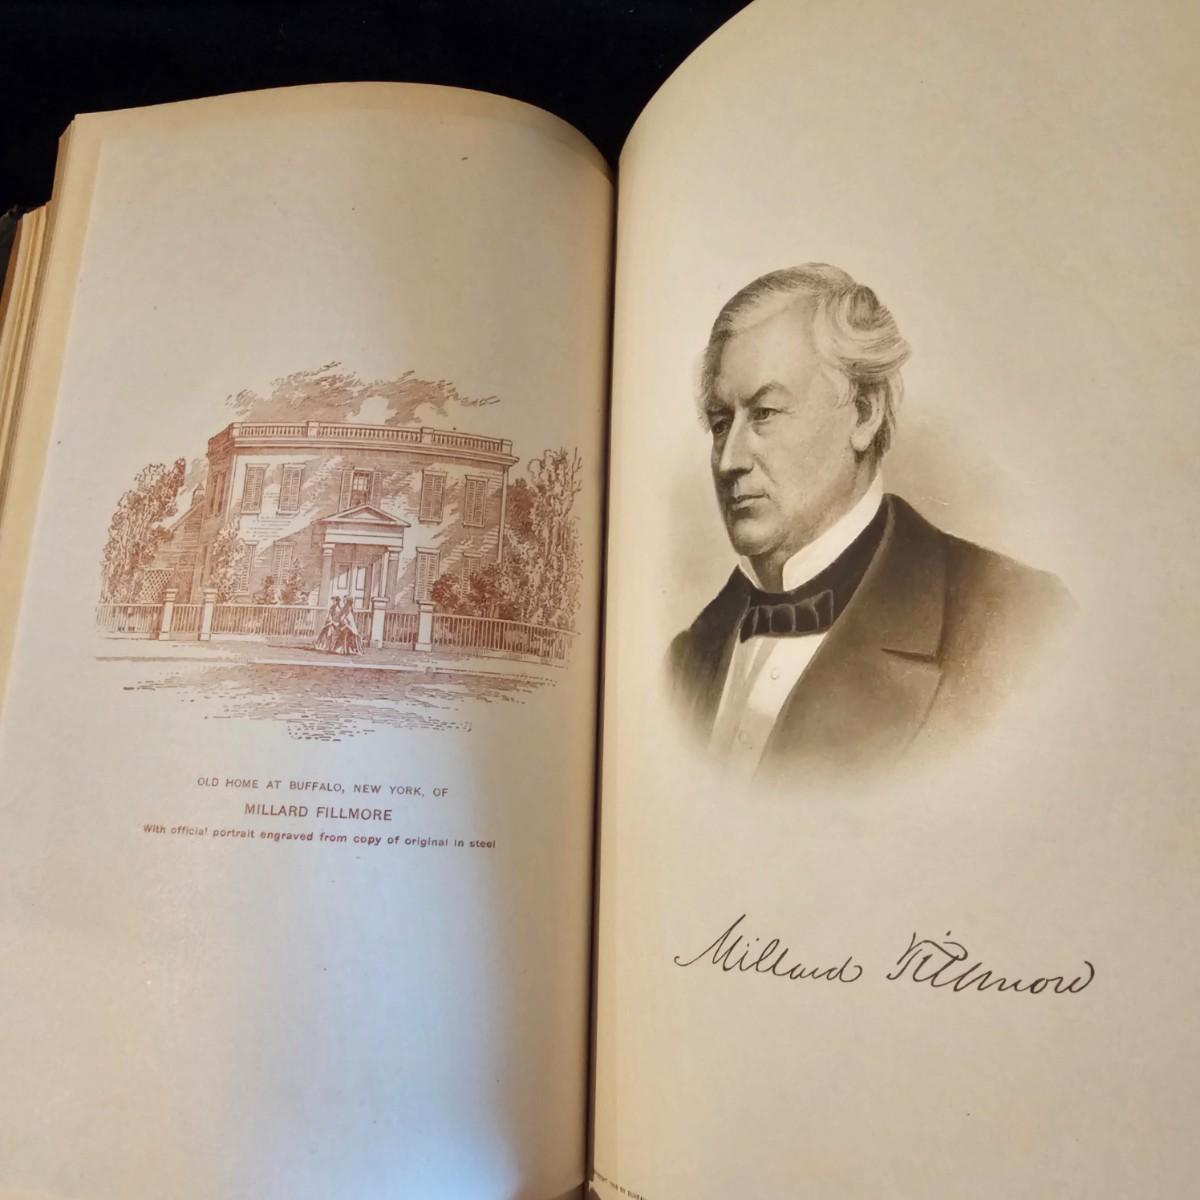 OLD HOME AT BUFFALO, NEW YORK, OF
MILLARD FILLMORE
With official portrait engraved from copy of original in steel
Millard Fillmore